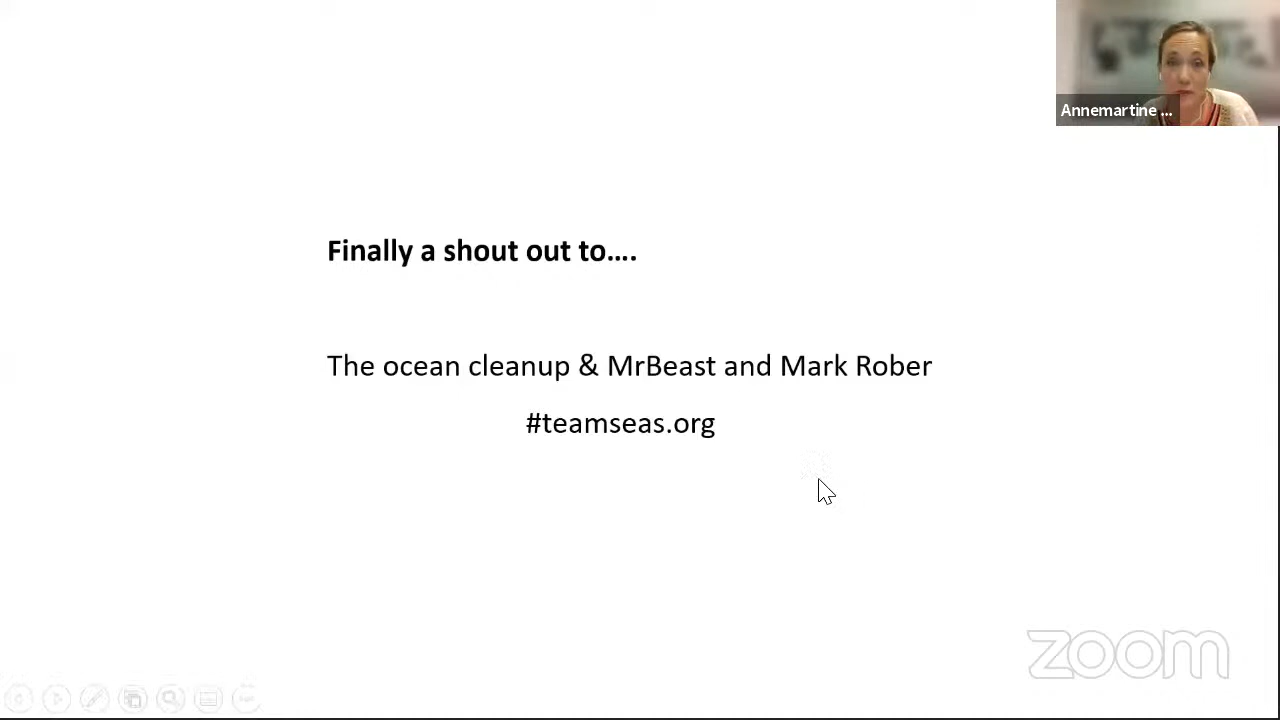 Annemartine ...
Finally a shout out to....
The ocean cleanup & MrBeast and Mark Rober
#teamseas.org
zoom